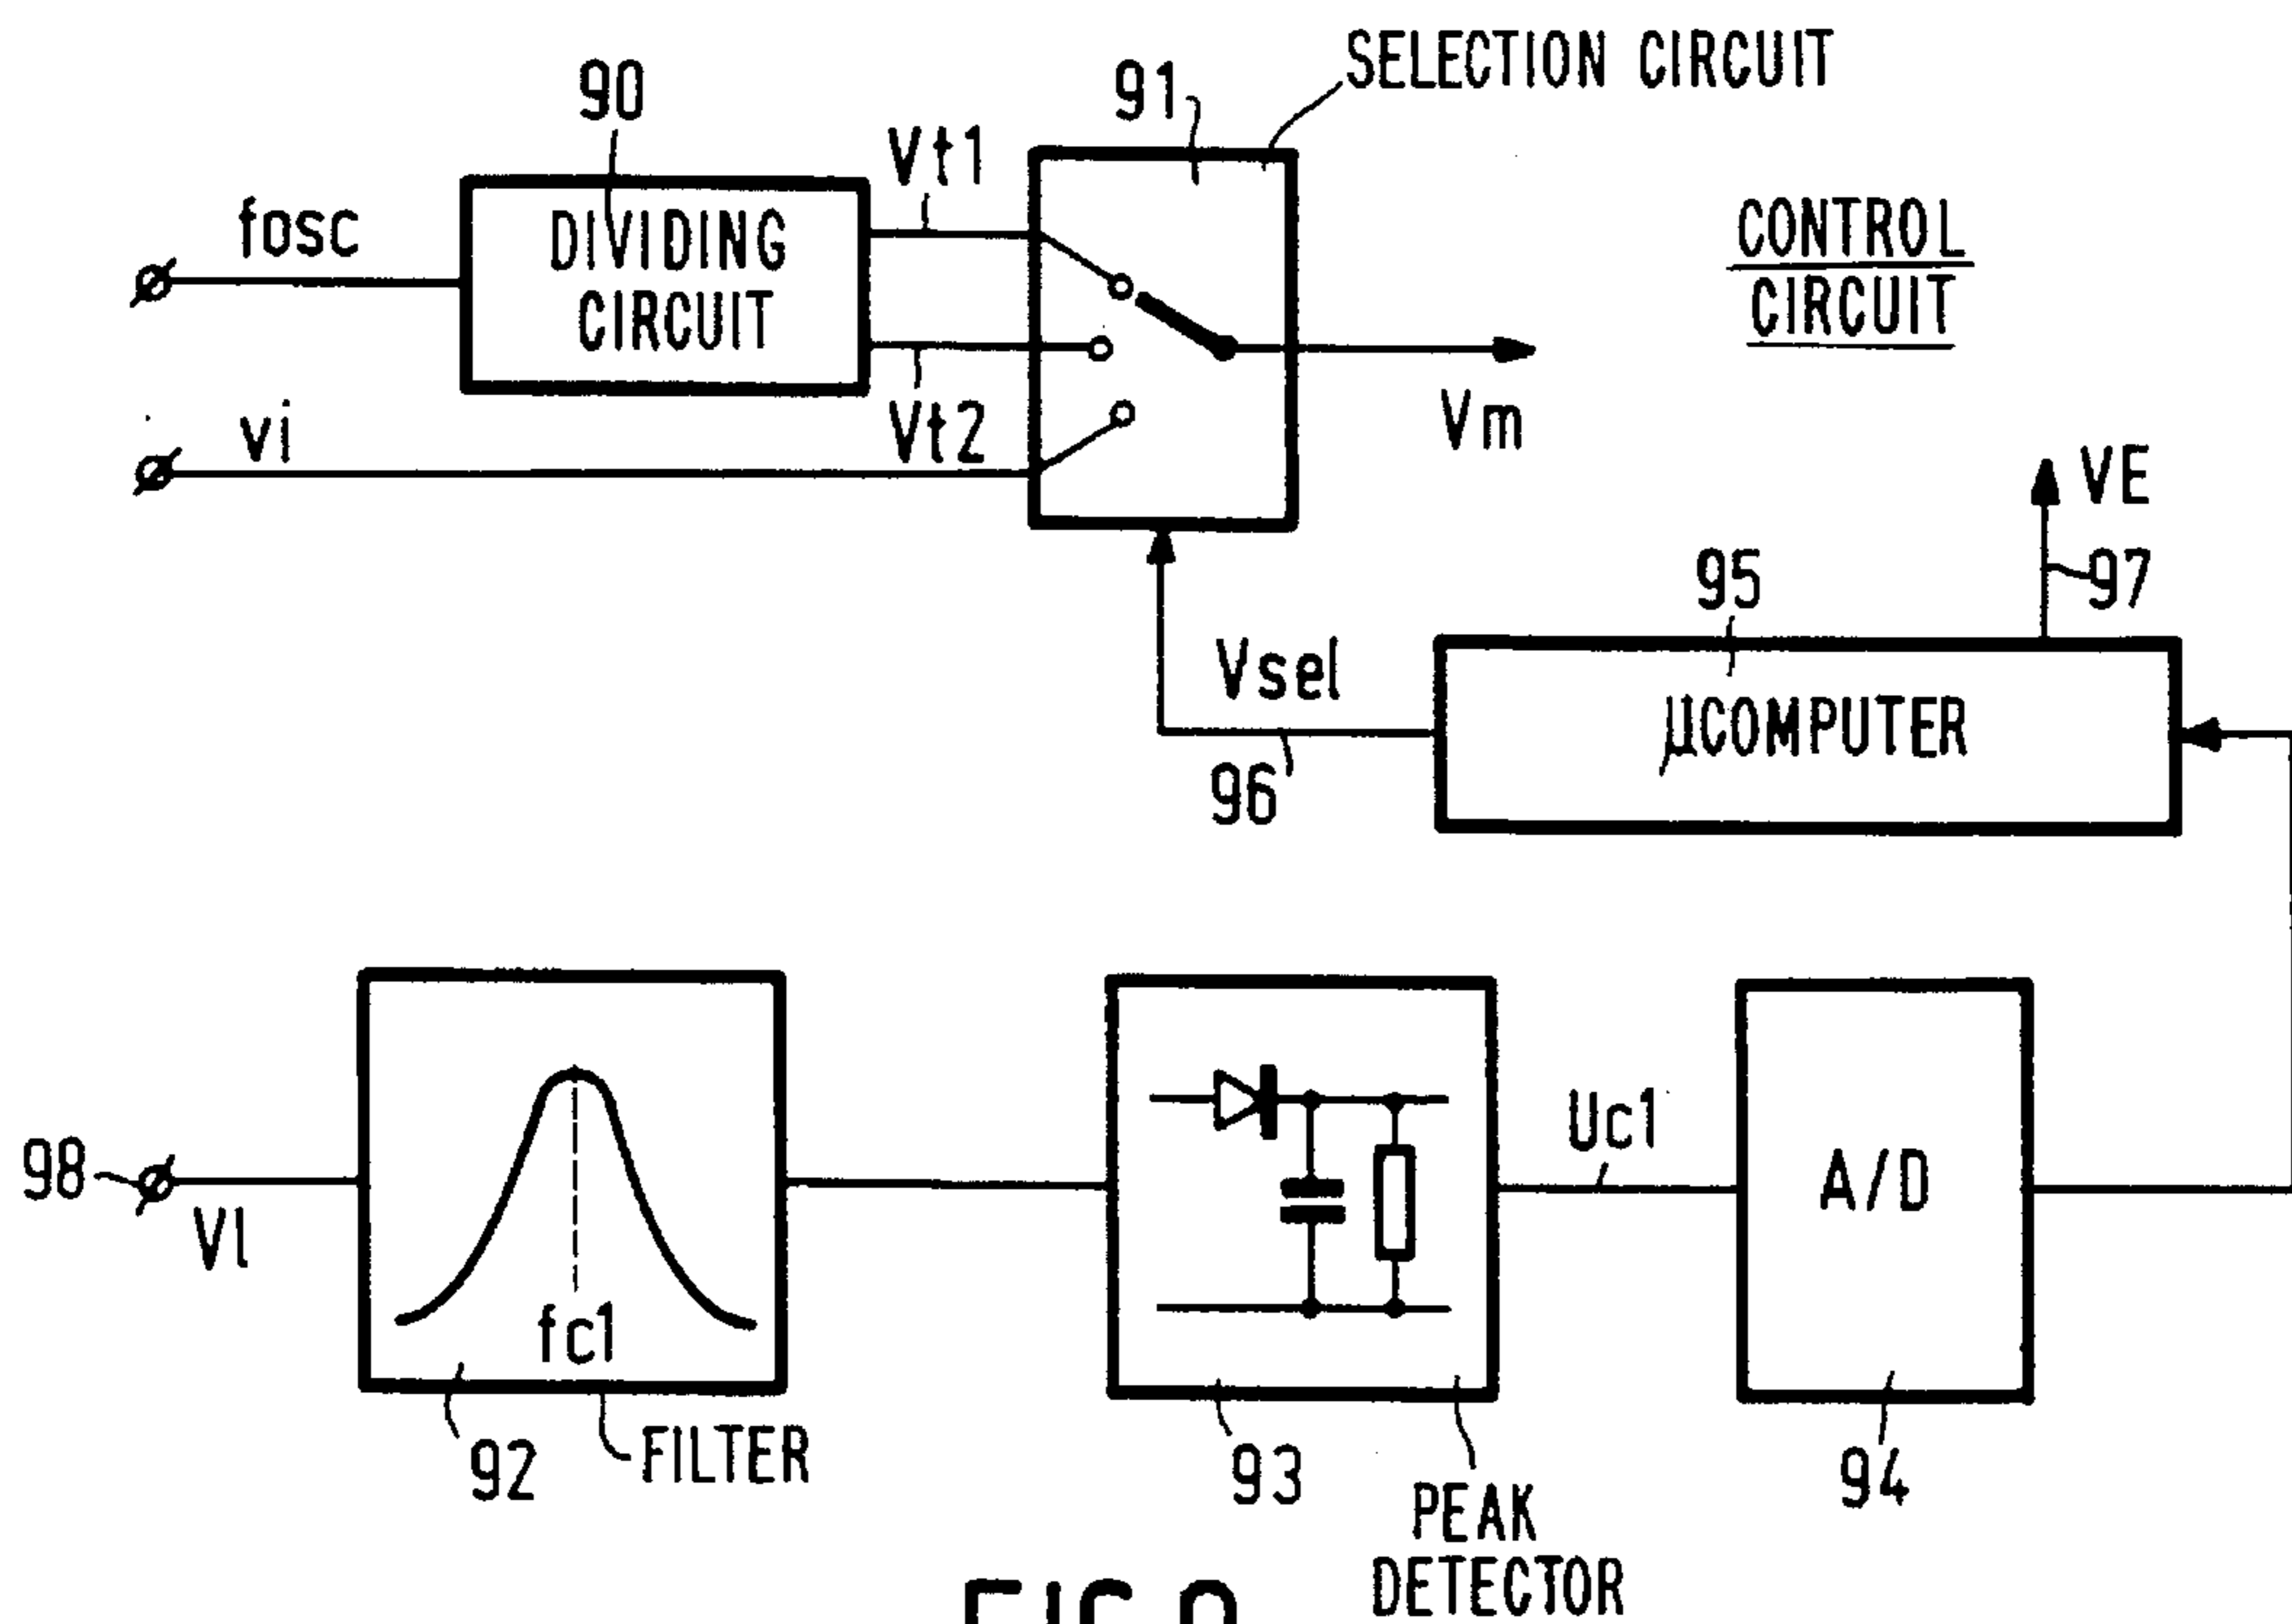 SELECTION CIRCUIT
90
91
Vt1
fosc
DIVIDING
CIRCUIT
CONTROL
CIRCUIT
vi
Vt2
Vm
VE
95
97
Vsel
µCOMPUTER
96
Uc1
98
A/D
Vl
fc1
92
FILTER
93
94
PEAK
DETECTOR